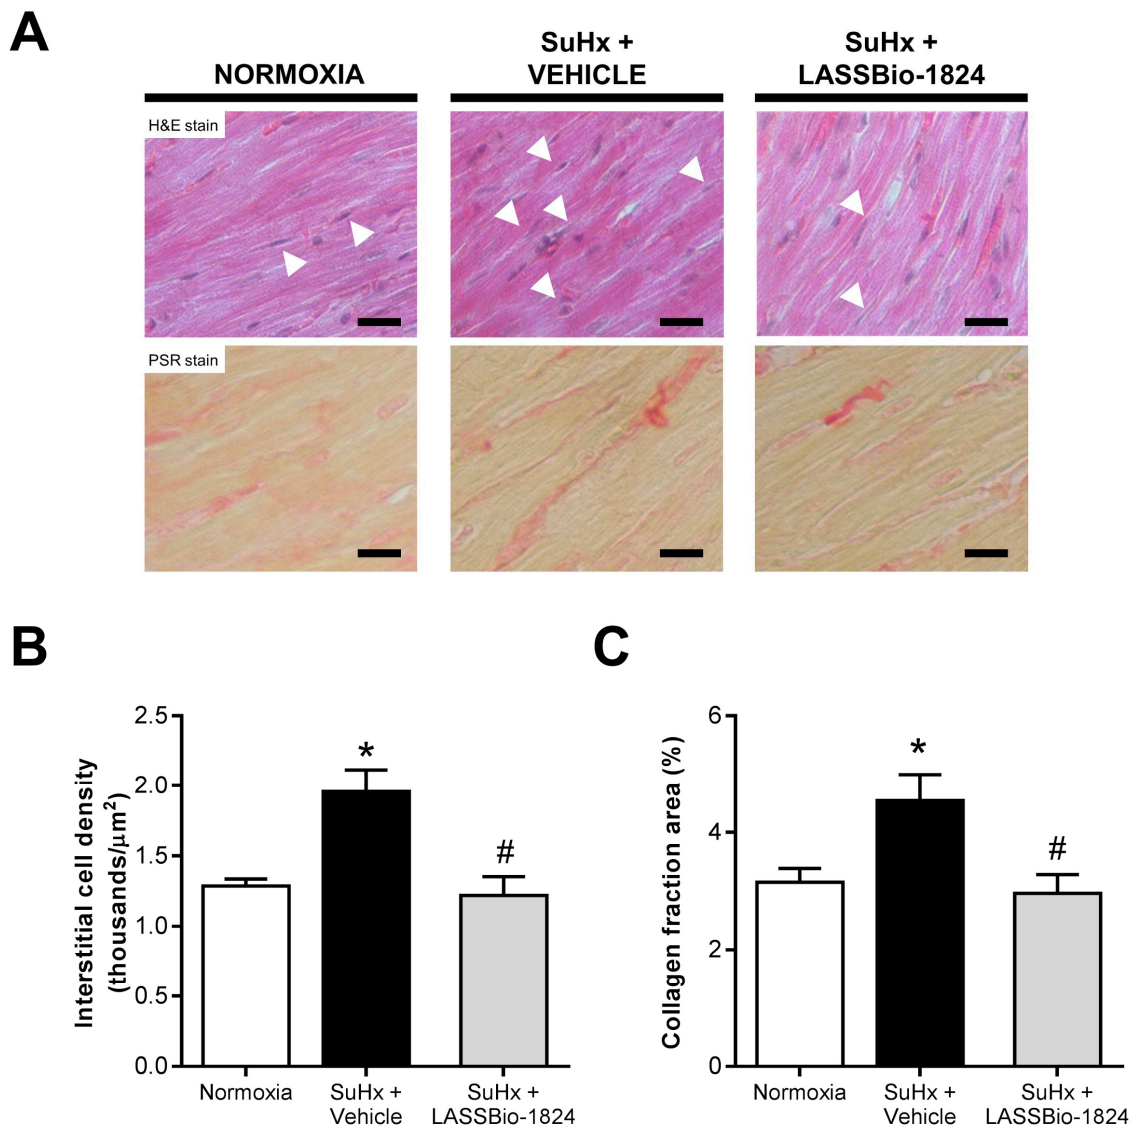 A
NORMOXIA
SuHx +
VEHICLE
SuHx +
LASSBio-1824
H&E stain
PSR stain
B
Interstitial cell density
(thousands/μm²)
2.5
2.0
1.5
1.0
0.5
0.0
*
#
Normoxia
SuHx +
Vehicle
SuHx +
LASSBio-1824
C
Collagen fraction area (%)
6
4
2
0
*
#
Normoxia
SuHx +
Vehicle
SuHx +
LASSBio-1824